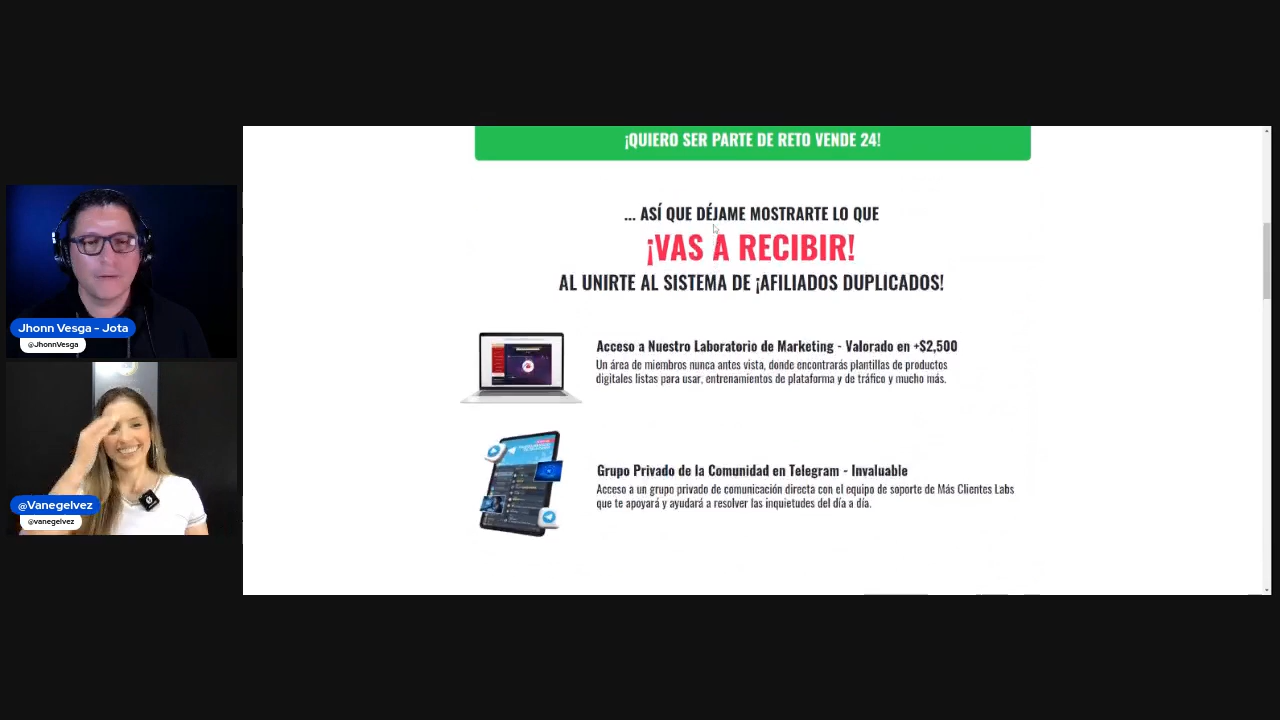 ¡QUIERO SER PARTE DE RETO VENDE 24!
... ASÍ QUE DÉJAME MOSTRARTE LO QUE
¡VAS A RECIBIR!
AL UNIRTE AL SISTEMA DE ¡AFILIADOS DUPLICADOS!
Acceso a Nuestro Laboratorio de Marketing - Valorado en +$2,500
Un área de miembros nunca antes vista, donde encontrarás plantillas de productos
digitales listas para usar, entrenamientos de plataforma y de tráfico y mucho más.
Grupo Privado de la Comunidad en Telegram - Invaluable
Acceso a un grupo privado de comunicación directa con el equipo de soporte de Más Clientes Labs
que te apoyará y ayudará a resolver las inquietudes del día a día.
Jhonn Vesga - Jota
@JhonnVesga
@Vanegelvez
@vanegelvez